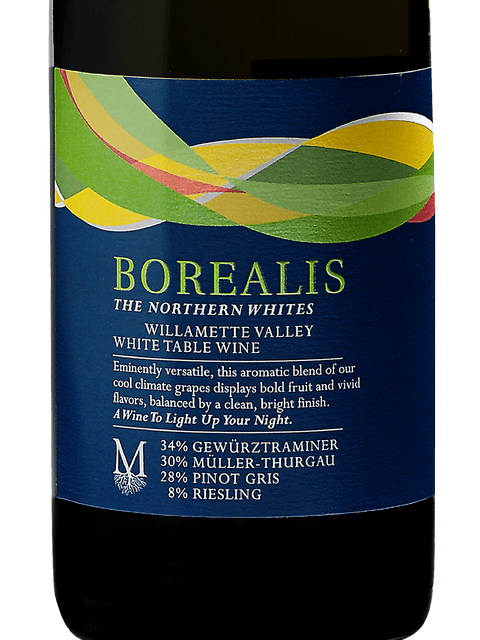 BOREALIS
THE NORTHERN WHITES
WILLAMETTE VALLEY
WHITE TABLE WINE
Eminently versatile, this aromatic blend of our
cool climate grapes displays bold fruit and vivid
flavors, balanced by a clean, bright finish.
A Wine To Light Up Your Night.
M
34% GEWÜRZTRAMINER
30% MÜLLER-THURGAU
28% PINOT GRIS
8% RIESLING